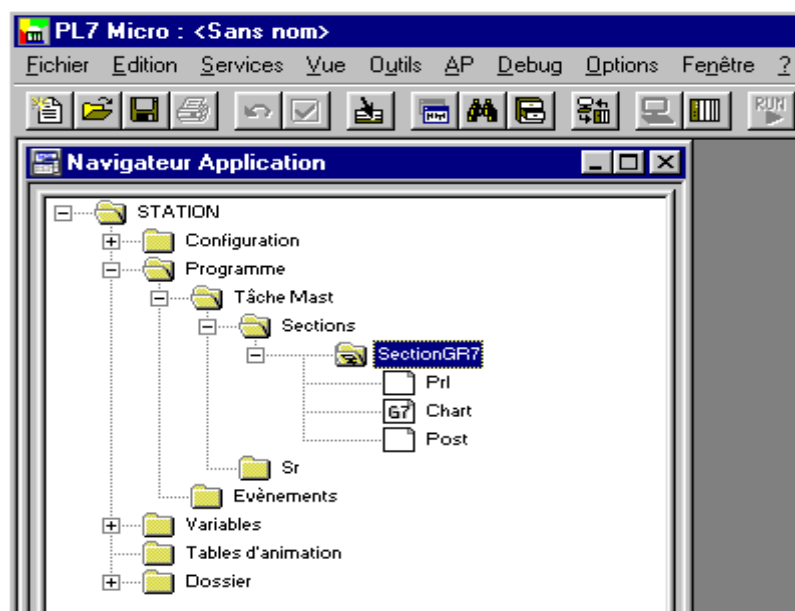 PL7 Micro : <Sans nom>
Fichier Edition Services Vue Outils AP Debug Options Fenêtre ?
RUN
Navigateur Application
STATION
Configuration
Programme
Tâche Mast
Sections
SectionGR7
Prl
G7 Chart
Post
Sr
Evènements
Variables
Tables d'animation
Dossier